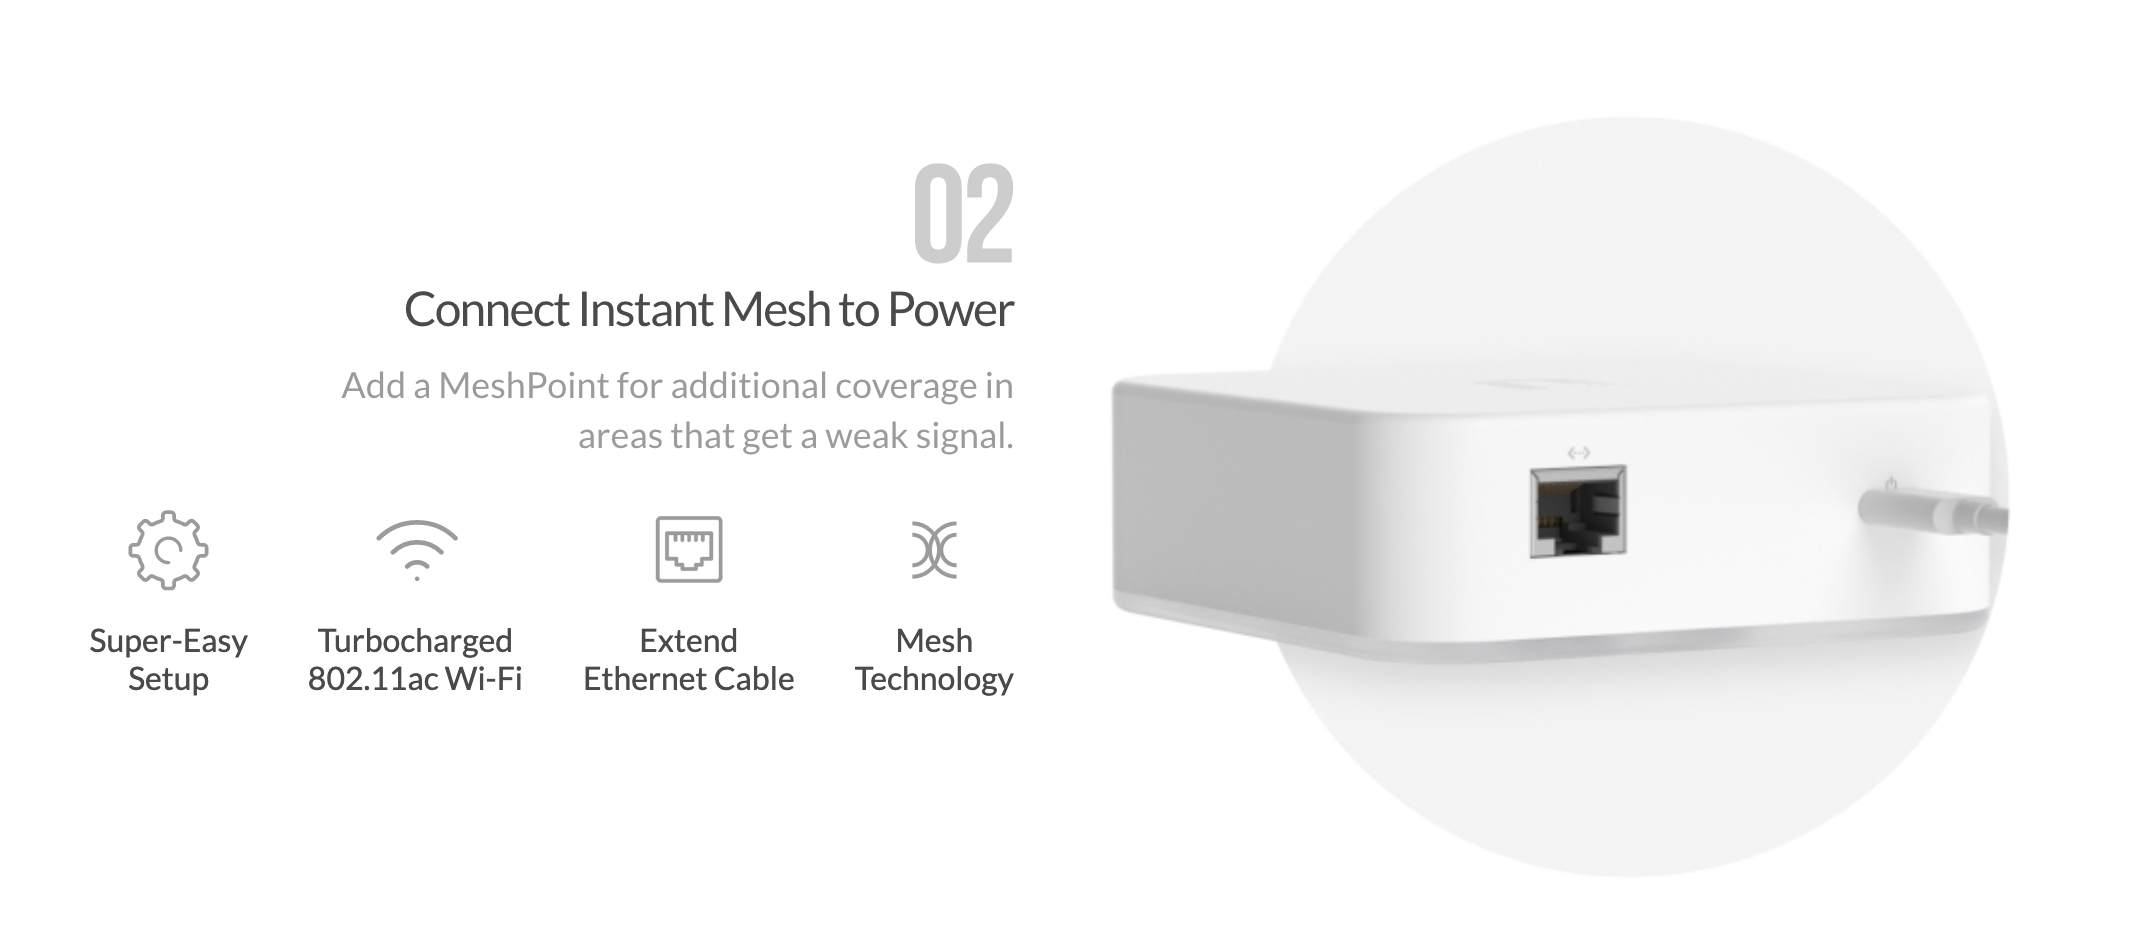 02
Connect Instant Mesh to Power
Add a MeshPoint for additional coverage in
areas that get a weak signal.
Super-Easy
Setup
Turbocharged
802.11ac Wi-Fi
Extend
Ethernet Cable
Mesh
Technology